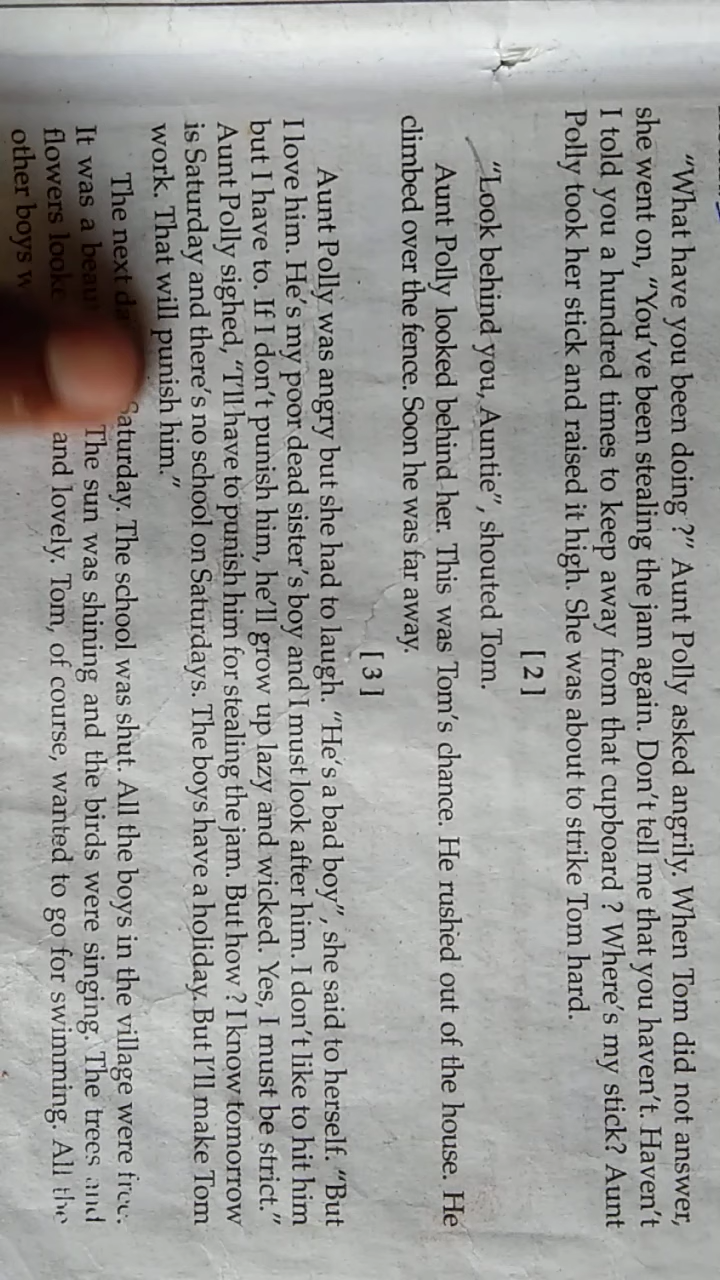 "What have you been doing ?" Aunt Polly asked angrily. When Tom did not answer,
she went on, "You've been stealing the jam again. Don't tell me that you haven't. Haven't
I told you a hundred times to keep away from that cupboard ? Where's my stick? Aunt
Polly took her stick and raised it high. She was about to strike Tom hard.
[ 2 ]
"Look behind you, Auntie", shouted Tom.
Aunt Polly looked behind her. This was Tom's chance. He rushed out of the house. He
climbed over the fence. Soon he was far away.
[ 3 ]
Aunt Polly was angry but she had to laugh. "He's a bad boy", she said to herself. "But
I love him. He's my poor dead sister's boy and I must look after him. I don't like to hit him
but I have to. If I don't punish him, he'll grow up lazy and wicked. Yes, I must be strict."
Aunt Polly sighed, "I'll have to punish him for stealing the jam. But how ? I know tomorrow
is Saturday and there's no school on Saturdays. The boys have a holiday. But I'll make Tom
work. That will punish him."
The next Saturday. The school was shut. All the boys in the village were free.
It was a The sun was shining and the birds were singing. The trees and
flowers and lovely. Tom, of course, wanted to go for swimming. All the
other boys